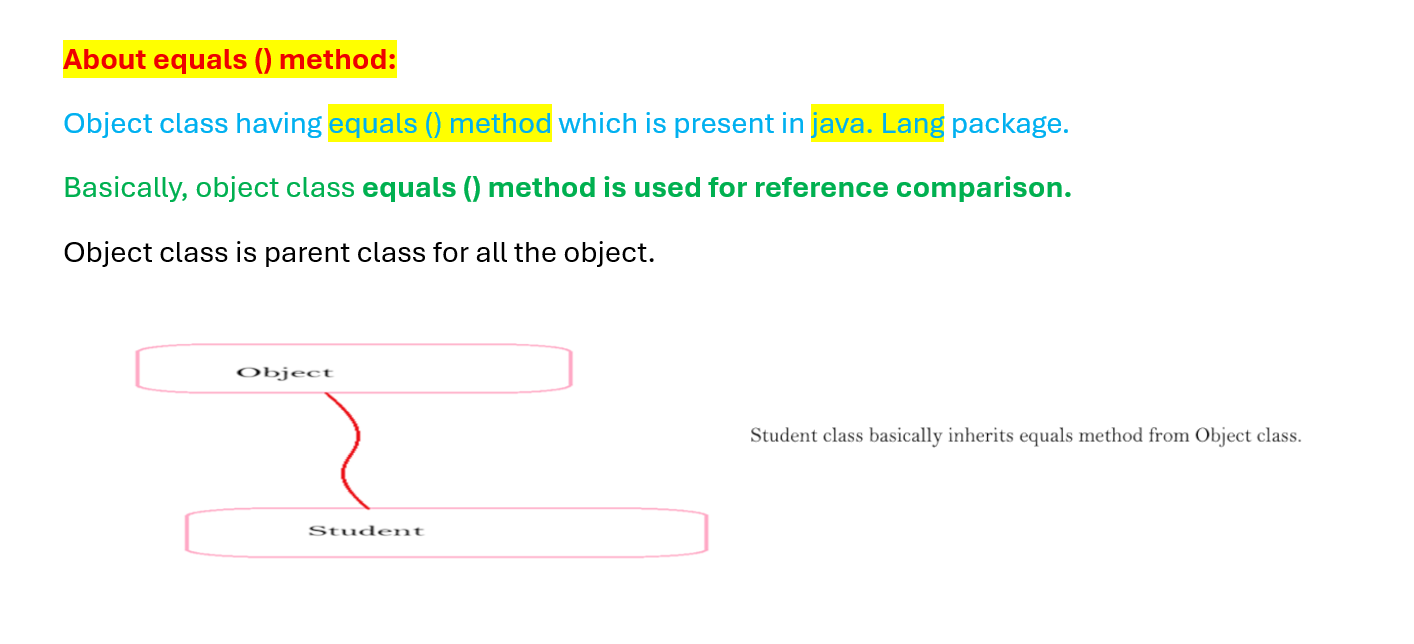 About equals () method:
Object class having equals () method which is present in java. Lang package.
Basically, object class equals () method is used for reference comparison.
Object class is parent class for all the object.
Object
Student class basically inherits equals method from Object class.
Student